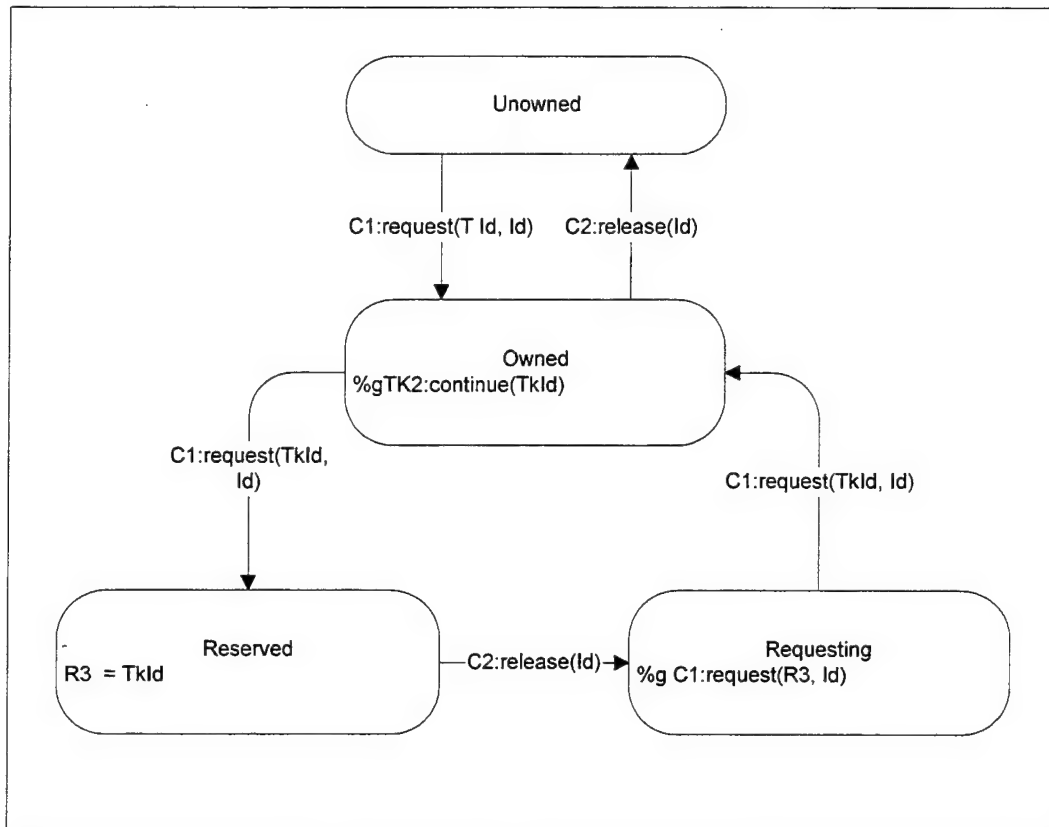 Unowned
C1:request(T Id, Id)
C2:release(Id)
Owned
%gTK2:continue(TkId)
C1:request(TkId,
Id)
C1:request(TkId, Id)
Reserved
R3 = TkId
C2:release(Id)
Requesting
%g C1:request(R3, Id)